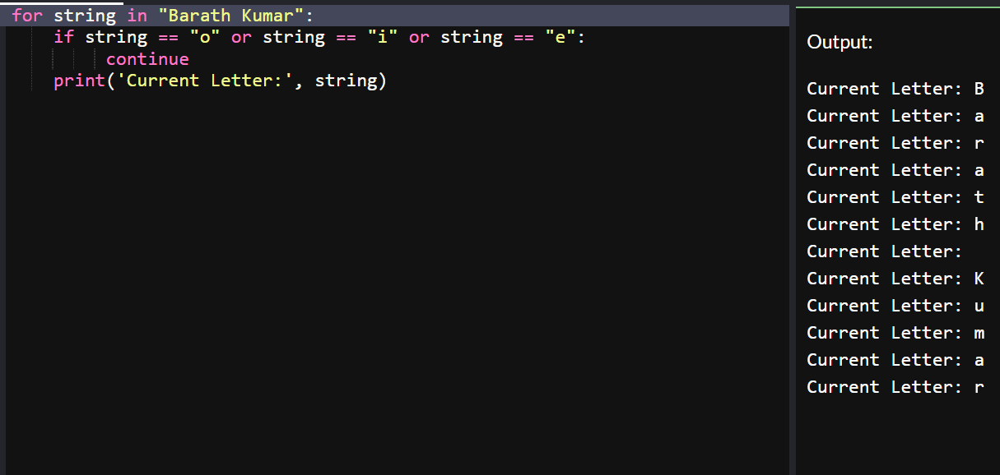 for string in "Barath Kumar":
    if string == "o" or string == "i" or string == "e":
         continue
    print('Current Letter:', string)
Output:
Current Letter: B
Current Letter: a
Current Letter: r
Current Letter: a
Current Letter: t
Current Letter: h
Current Letter:
Current Letter: K
Current Letter: u
Current Letter: m
Current Letter: a
Current Letter: r